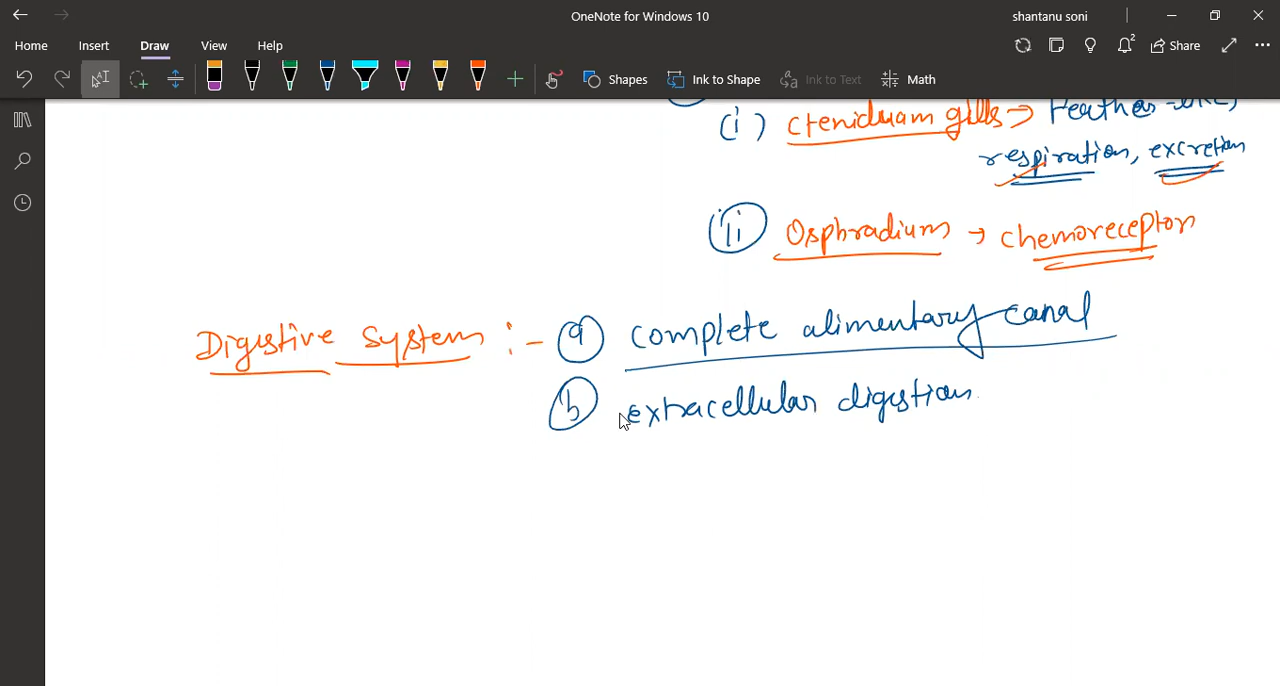 OneNote for Windows 10
shantanu soni
Home Insert Draw View Help
Share
Shapes Ink to Shape Ink to Text Math
(i) cteniduam gills → Feather-like,
respiration, excretion
(ii) Osphradium → chemoreceptor
Digestive system :- (a) complete alimentary canal
(b) extracellular digestion